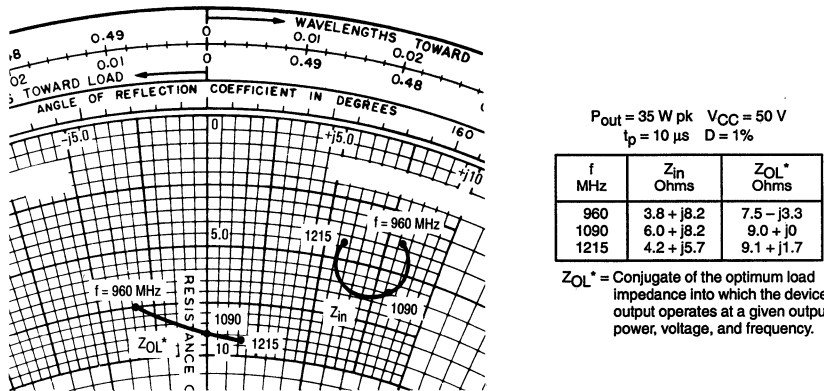 WAVELENGTHS TOWARD
0.49 0 0.01 0.02
0.02 0.01 0 0.49 0.48
TOWARD LOAD
ANGLE OF REFLECTION COEFFICIENT IN DEGREES
160
-j5.0 0 +j5.0 +j10
f = 960 MHz
1215
5.0
f = 960 MHz
1090
1090
Zin
ZOL*
10
1215
RESISTANCE
Pout = 35 W pk VCC = 50 V
tp = 10 µs D = 1%
f MHz Zin Ohms ZOL* Ohms
960 3.8 + j8.2 7.5 – j3.3
1090 6.0 + j8.2 9.0 + j0
1215 4.2 + j5.7 9.1 + j1.7
ZOL* = Conjugate of the optimum load
impedance into which the device
output operates at a given output
power, voltage, and frequency.